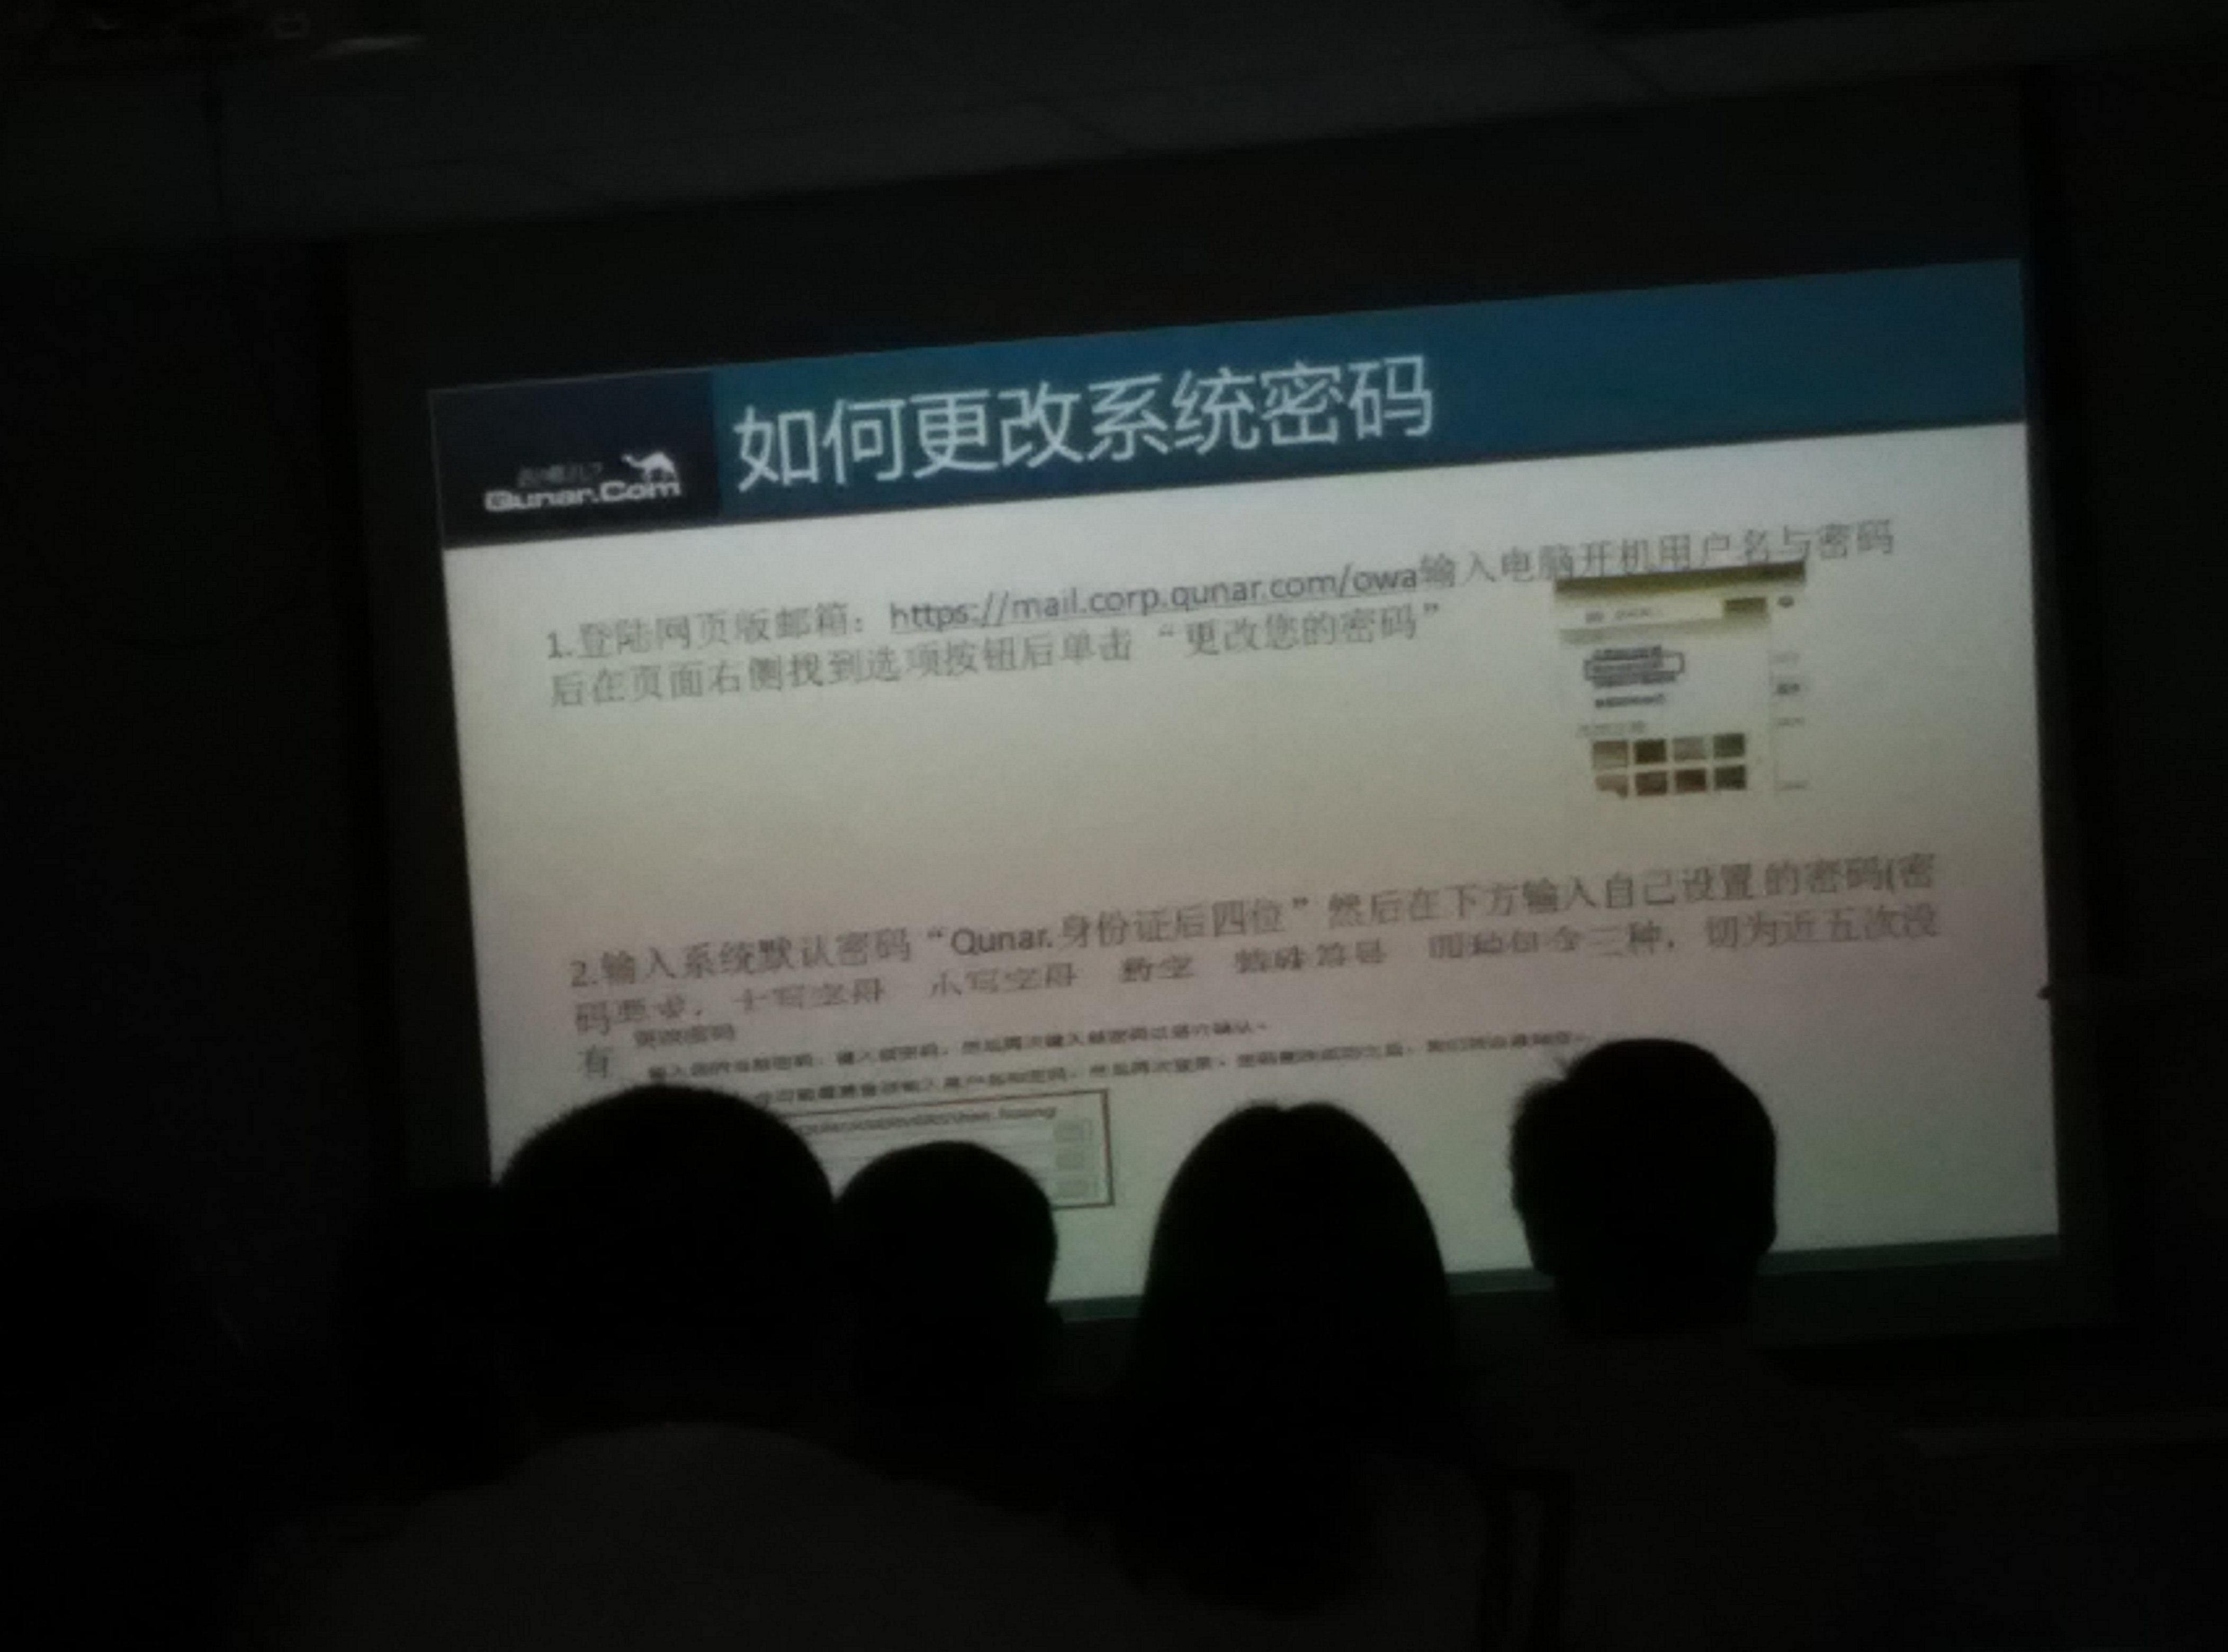 如何更改系统密码
Qunar.Com
1.登陆网页版邮箱：https://mail.corp.qunar.com/owa输入电脑开机用户名与密码
后在页面右侧找到选项按钮后单击“更改您的密码”
2.输入系统默认密码“Qunar.身份证后四位”然后在下方输入自己设置的密码(密
码要求，大写字母 小写字母 数字 特殊符号 四种包含三种，切为近五次没
有
更改密码